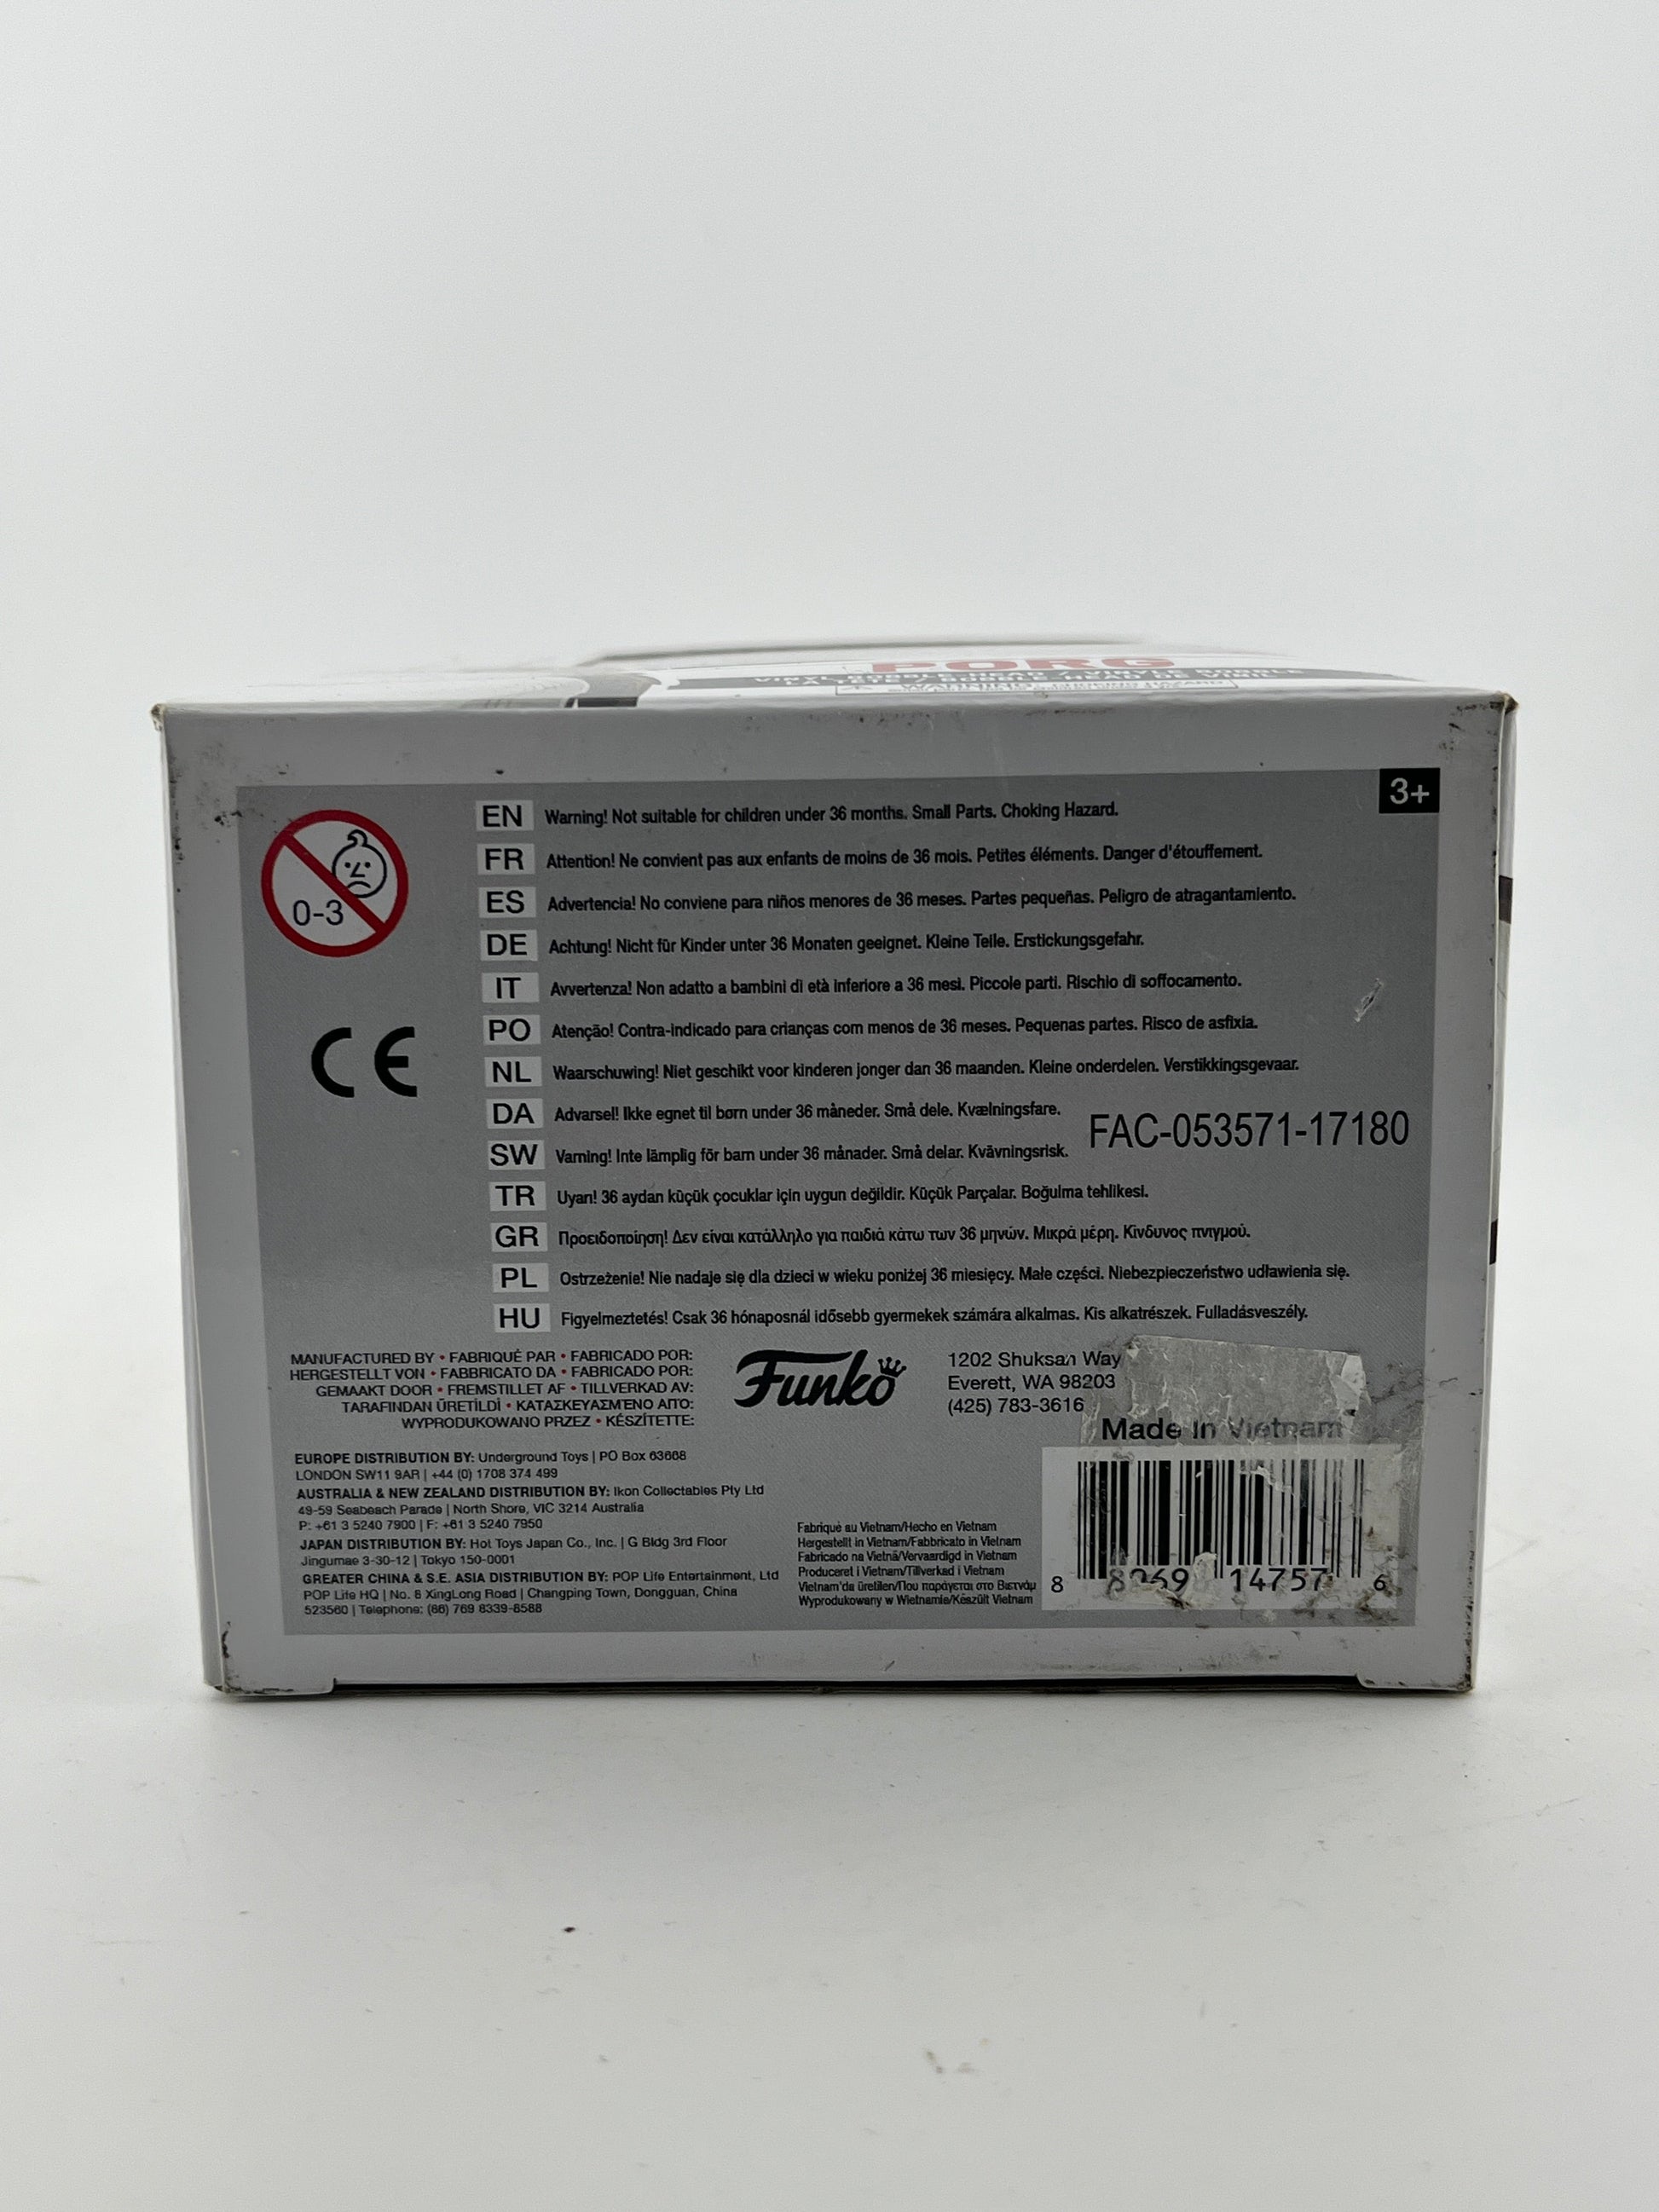 PORG
3+
0-3
EN Warning! Not suitable for children under 36 months. Small Parts. Choking Hazard.
FR Attention! Ne convient pas aux enfants de moins de 36 mois. Petites éléments. Danger d'étouffement.
ES Advertencia! No conviene para niños menores de 36 meses. Partes pequeñas. Peligro de atragantamiento.
DE Achtung! Nicht für Kinder unter 36 Monaten geeignet. Kleine Teile. Erstickungsgefahr.
IT Avvertenza! Non adatto a bambini di età inferiore a 36 mesi. Piccole parti. Rischio di soffocamento.
PO Atenção! Contra-indicado para crianças com menos de 36 meses. Pequenas partes. Risco de asfixia.
CE
NL Waarschuwing! Niet geschikt voor kinderen jonger dan 36 maanden. Kleine onderdelen. Verstikkingsgevaar.
DA Advarsel! Ikke egnet til børn under 36 måneder. Små dele. Kvælningsfare.
FAC-053571-17180
SW Varning! Inte lämplig för barn under 36 månader. Små delar. Kvävningsrisk.
TR Uyarı! 36 aydan küçük çocuklar için uygun değildir. Küçük Parçalar. Boğulma tehlikesi.
GR Προειδοποίηση! Δεν είναι κατάλληλο για παιδιά κάτω των 36 μηνών. Μικρά μέρη. Κίνδυνος πνιγμού.
PL Ostrzeżenie! Nie nadaje się dla dzieci w wieku poniżej 36 miesięcy. Małe części. Niebezpieczeństwo udławienia się.
HU Figyelmeztetés! Csak 36 hónaposnál idősebb gyermekek számára alkalmas. Kis alkatrészek. Fulladásveszély.
MANUFACTURED BY • FABRIQUÉ PAR • FABRICADO POR:
HERGESTELLT VON • FABBRICATO DA • FABRICADO POR:
GEMAAKT DOOR • FREMSTILLET AF • TILLVERKAD AV:
TARAFINDAN ÜRETİLDİ • ΚΑΤΑΣΚΕΥΑΣΜΈΝΟ ΑΠΌ:
WYPRODUKOWANO PRZEZ • KÉSZÍTETTE:
Funko
1202 Shuksan Way
Everett, WA 98203
(425) 783-3616
Made in Vietnam
EUROPE DISTRIBUTION BY: Underground Toys | PO Box 63668
LONDON SW11 9AR | +44 (0) 1708 374 499
AUSTRALIA & NEW ZEALAND DISTRIBUTION BY: Ikon Collectables Pty Ltd
49-59 Seabeach Parade | North Shore, VIC 3214 Australia
P: +61 3 5240 7900 | F: +61 3 5240 7950
JAPAN DISTRIBUTION BY: Hot Toys Japan Co., Inc. | G Bldg 3rd Floor
Jingumae 3-30-12 | Tokyo 150-0001
GREATER CHINA & S.E. ASIA DISTRIBUTION BY: POP Life Entertainment, Ltd
POP Life HQ | No. 8 XingLong Road | Changping Town, Dongguan, China
523560 | Telephone: (86) 769 8339-8588
Fabriqué au Vietnam/Hecho en Vietnam
Hergestellt in Vietnam/Fabbricato in Vietnam
Fabricado na Vietnã/Vervaardigd in Vietnam
Produceret i Vietnam/Tillverkad i Vietnam
Vietnam'da üretilen/Που παράγεται στο Βιετνάμ
Wyprodukowany w Wietnamie/Készült Vietnam
8 14757 6